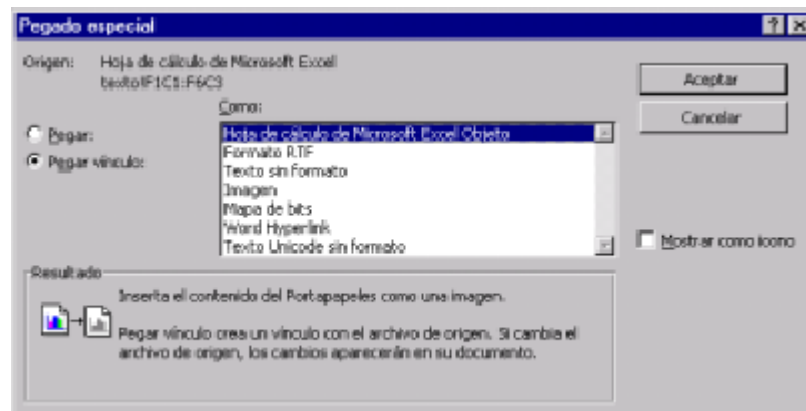 Pegado especial
Origen: Hoja de cálculo de Microsoft Excel
texto!F1C1:F6C3
Como:
Pegar:
Pegar vínculo:
Hoja de cálculo de Microsoft Excel Objeto
Formato RTF
Texto sin formato
Imagen
Mapa de bits
Word Hyperlink
Texto Unicode sin formato
Aceptar
Cancelar
Mostrar como icono
Resultado
Inserta el contenido del Portapapeles como una imagen.
Pegar vínculo crea un vínculo con el archivo de origen. Si cambia el
archivo de origen, los cambios aparecerán en su documento.